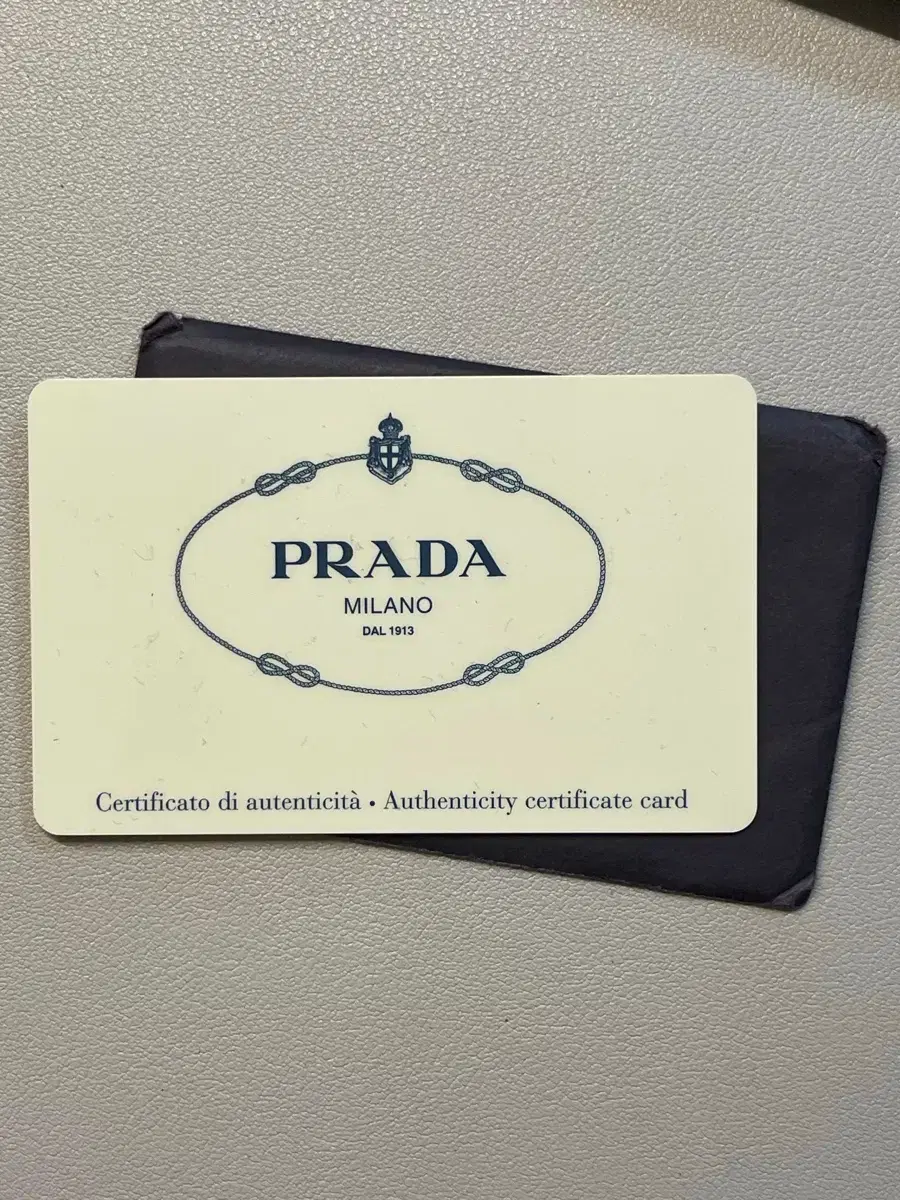 PRADA
MILANO
DAL 1913
Certificato di autenticità • Authenticity certificate card